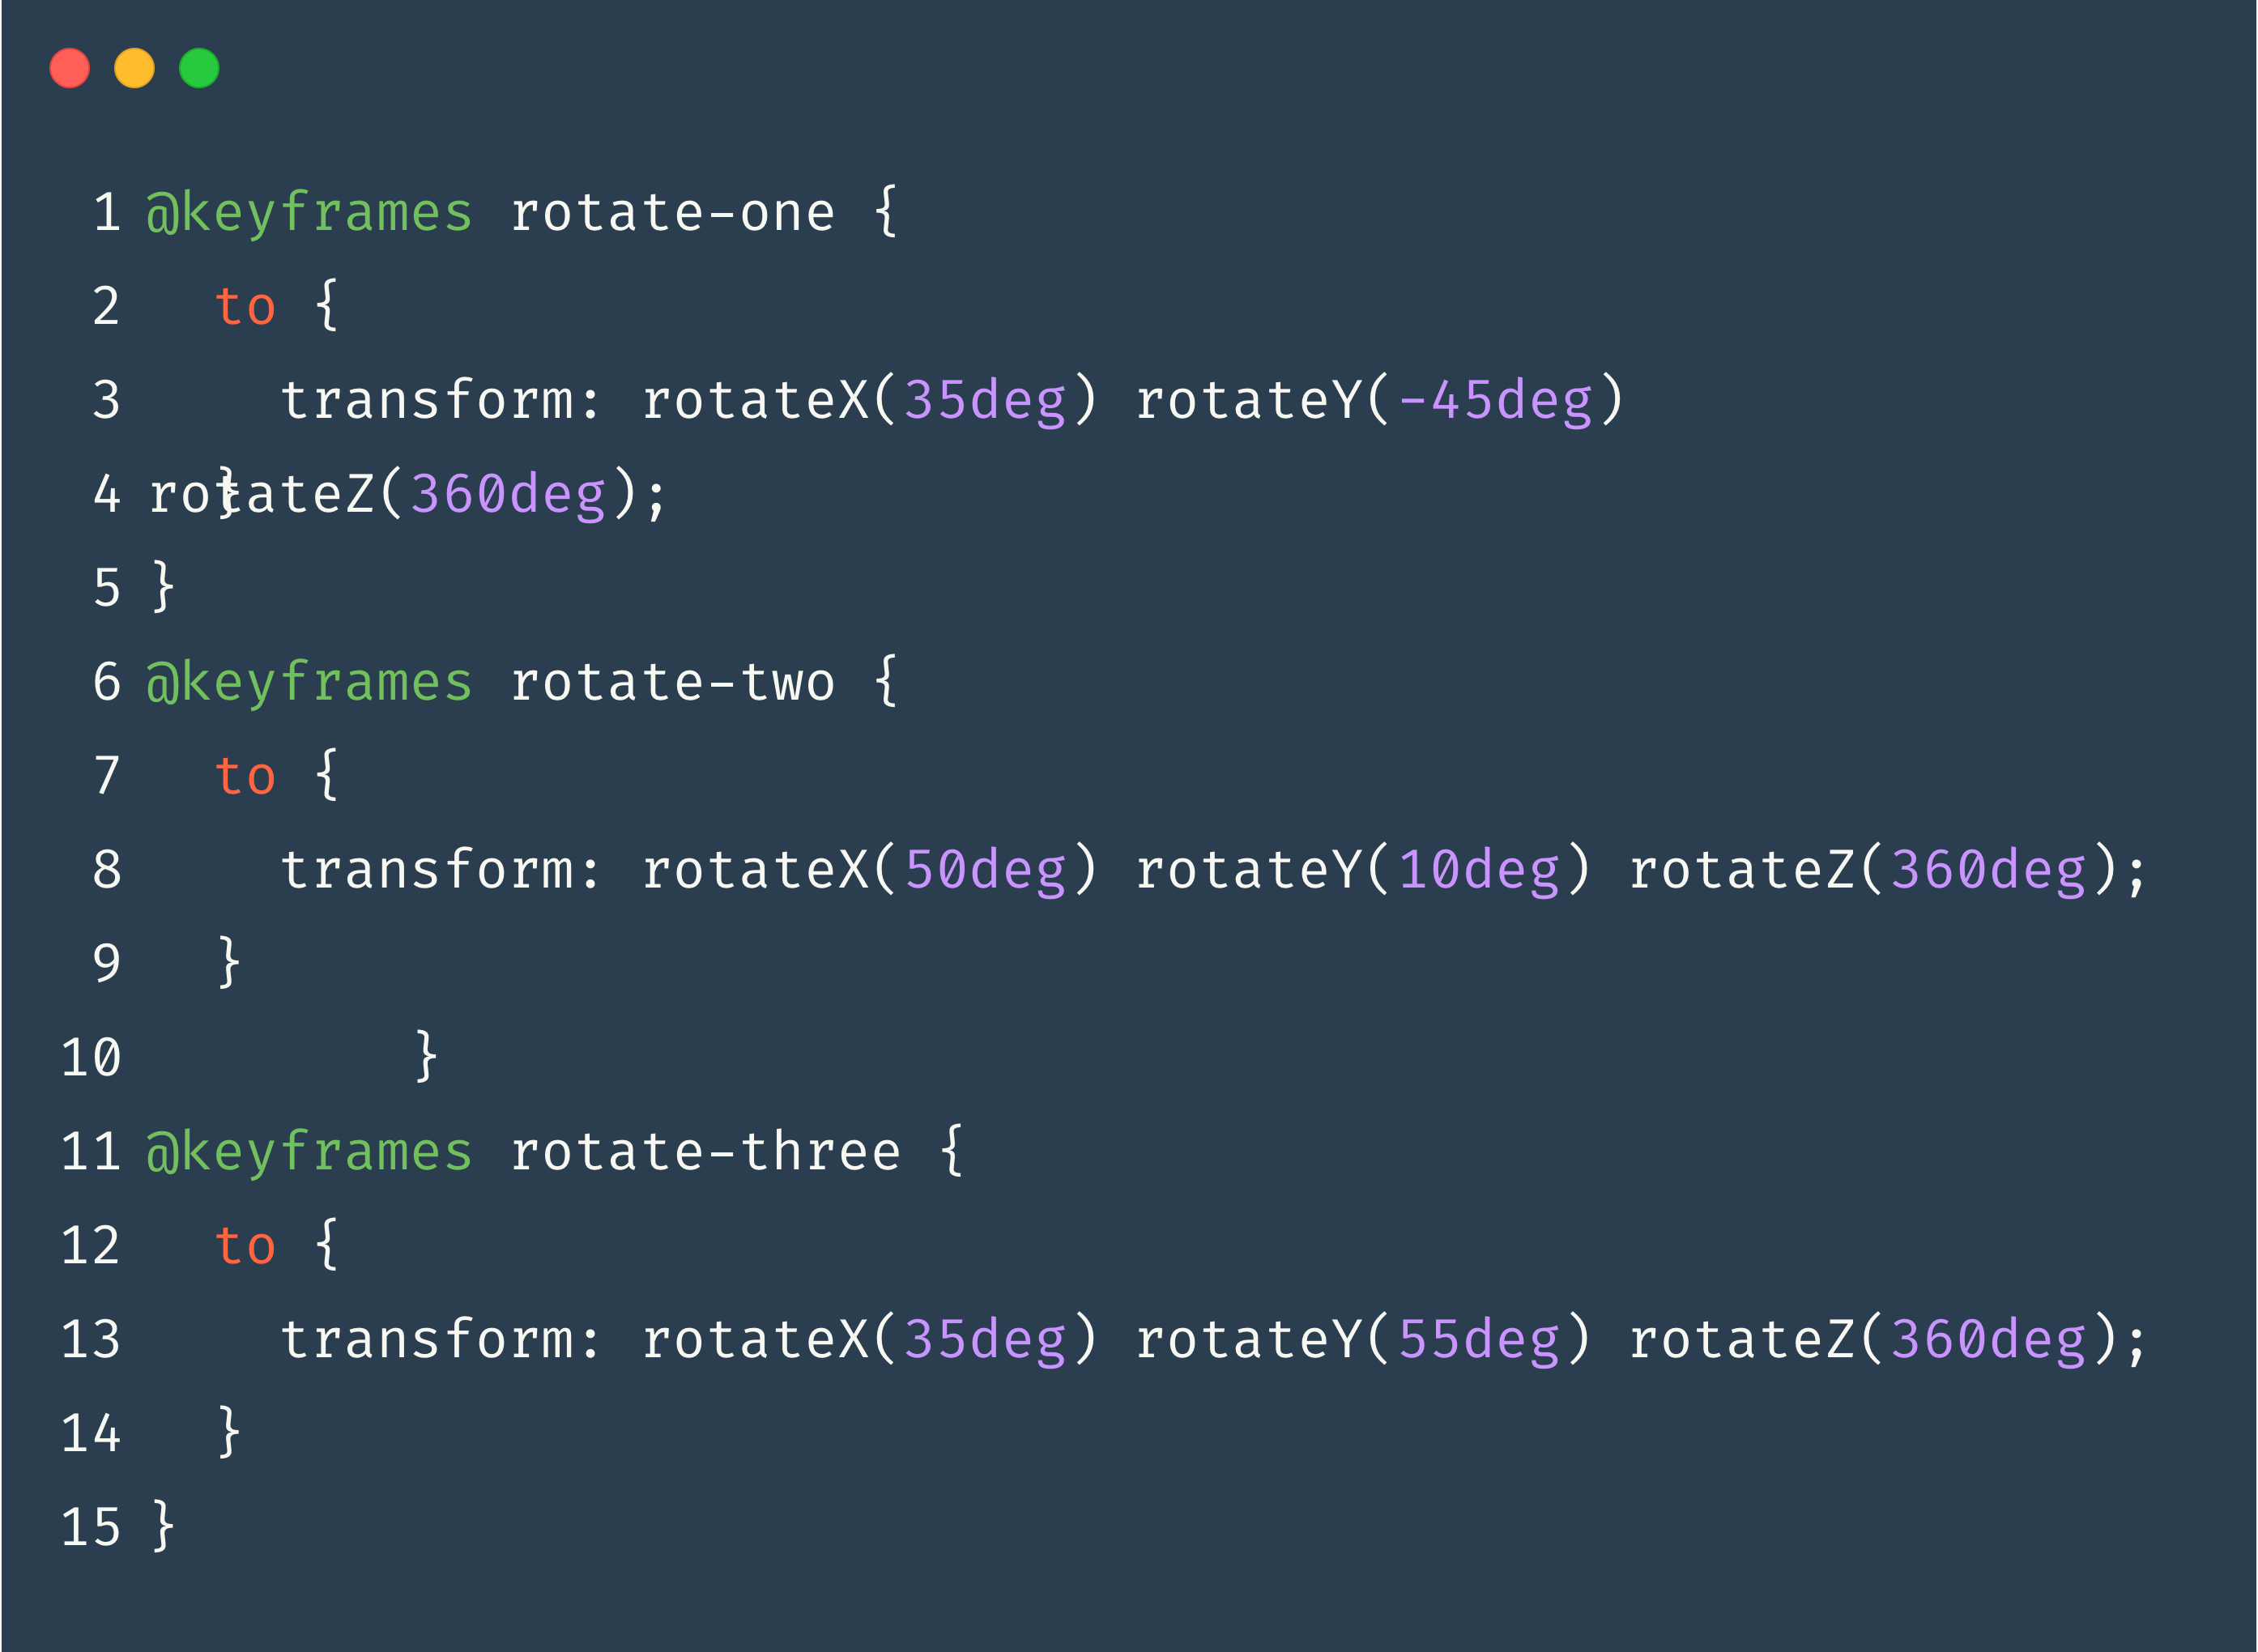 1 @keyframes rotate-one {
2   to {
3     transform: rotateX(35deg) rotateY(-45deg)
4 rotateZ(360deg); }
5 }
6 @keyframes rotate-two {
7   to {
8     transform: rotateX(50deg) rotateY(10deg) rotateZ(360deg);
9   }
10         }
11 @keyframes rotate-three {
12   to {
13     transform: rotateX(35deg) rotateY(55deg) rotateZ(360deg);
14   }
15 }